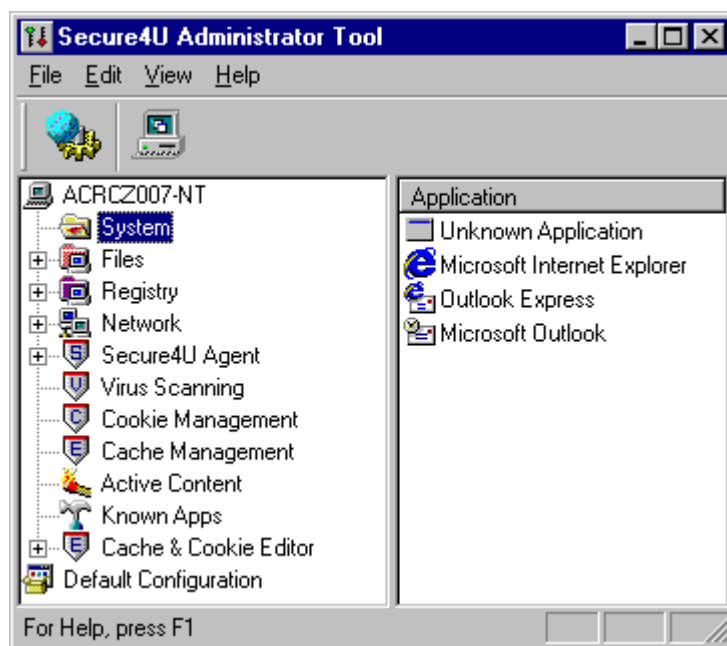 Secure4U Administrator Tool
File Edit View Help
ACRCZ007-NT
System
Files
Registry
Network
Secure4U Agent
Virus Scanning
Cookie Management
Cache Management
Active Content
Known Apps
Cache & Cookie Editor
Default Configuration
Application
Unknown Application
Microsoft Internet Explorer
Outlook Express
Microsoft Outlook
For Help, press F1